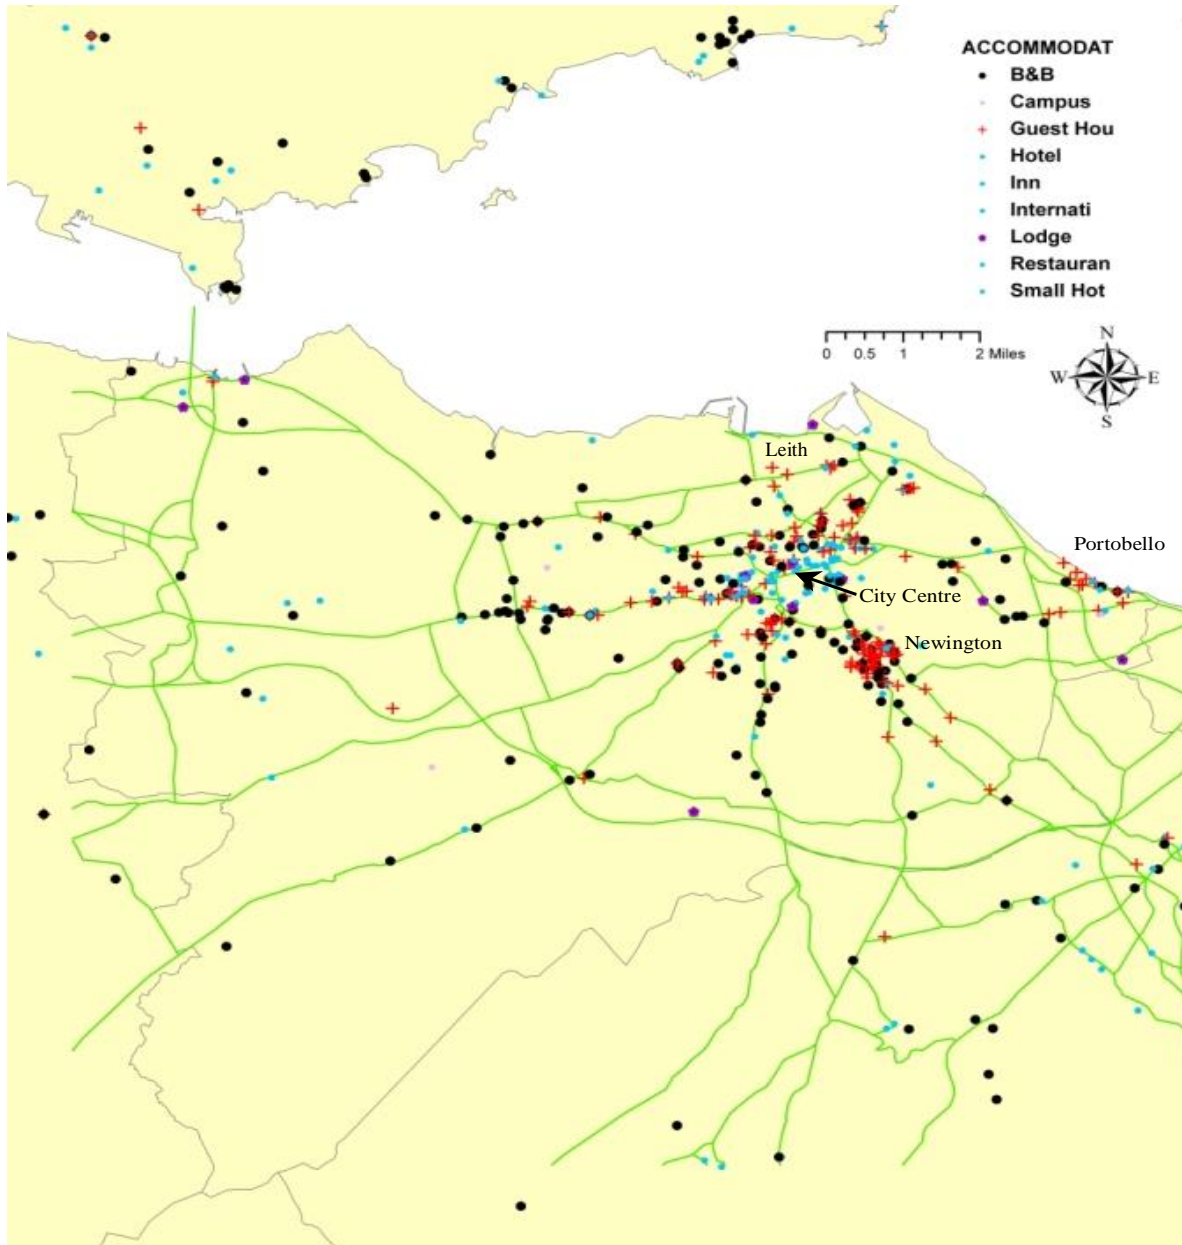 ACCOMMODAT
B&B
Campus
Guest Hou
Hotel
Inn
Internati
Lodge
Restauran
Small Hot
0 0.5 1 2 Miles
N
W E
S
Leith
Portobello
City Centre
Newington